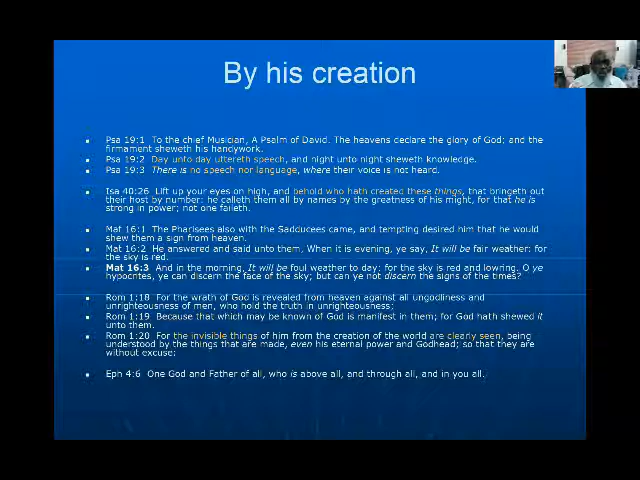 By his creation
Psa 19:1 To the chief Musician, A Psalm of David. The heavens declare the glory of God; and the
firmament sheweth his handywork.
Psa 19:2 Day unto day uttereth speech, and night unto night sheweth knowledge.
Psa 19:3 There is no speech nor language, where their voice is not heard.
Isa 40:26 Lift up your eyes on high, and behold who hath created these things, that bringeth out
their host by number: he calleth them all by names by the greatness of his might, for that he is
strong in power; not one faileth.
Mat 16:1 The Pharisees also with the Sadducees came, and tempting desired him that he would
shew them a sign from heaven.
Mat 16:2 He answered and said unto them, When it is evening, ye say, It will be fair weather: for
the sky is red.
Mat 16:3 And in the morning, It will be foul weather to day: for the sky is red and lowring. O ye
hypocrites, ye can discern the face of the sky; but can ye not discern the signs of the times?
Rom 1:18 For the wrath of God is revealed from heaven against all ungodliness and
unrighteousness of men, who hold the truth in unrighteousness;
Rom 1:19 Because that which may be known of God is manifest in them; for God hath shewed it
unto them.
Rom 1:20 For the invisible things of him from the creation of the world are clearly seen, being
understood by the things that are made, even his eternal power and Godhead; so that they are
without excuse:
Eph 4:6 One God and Father of all, who is above all, and through all, and in you all.